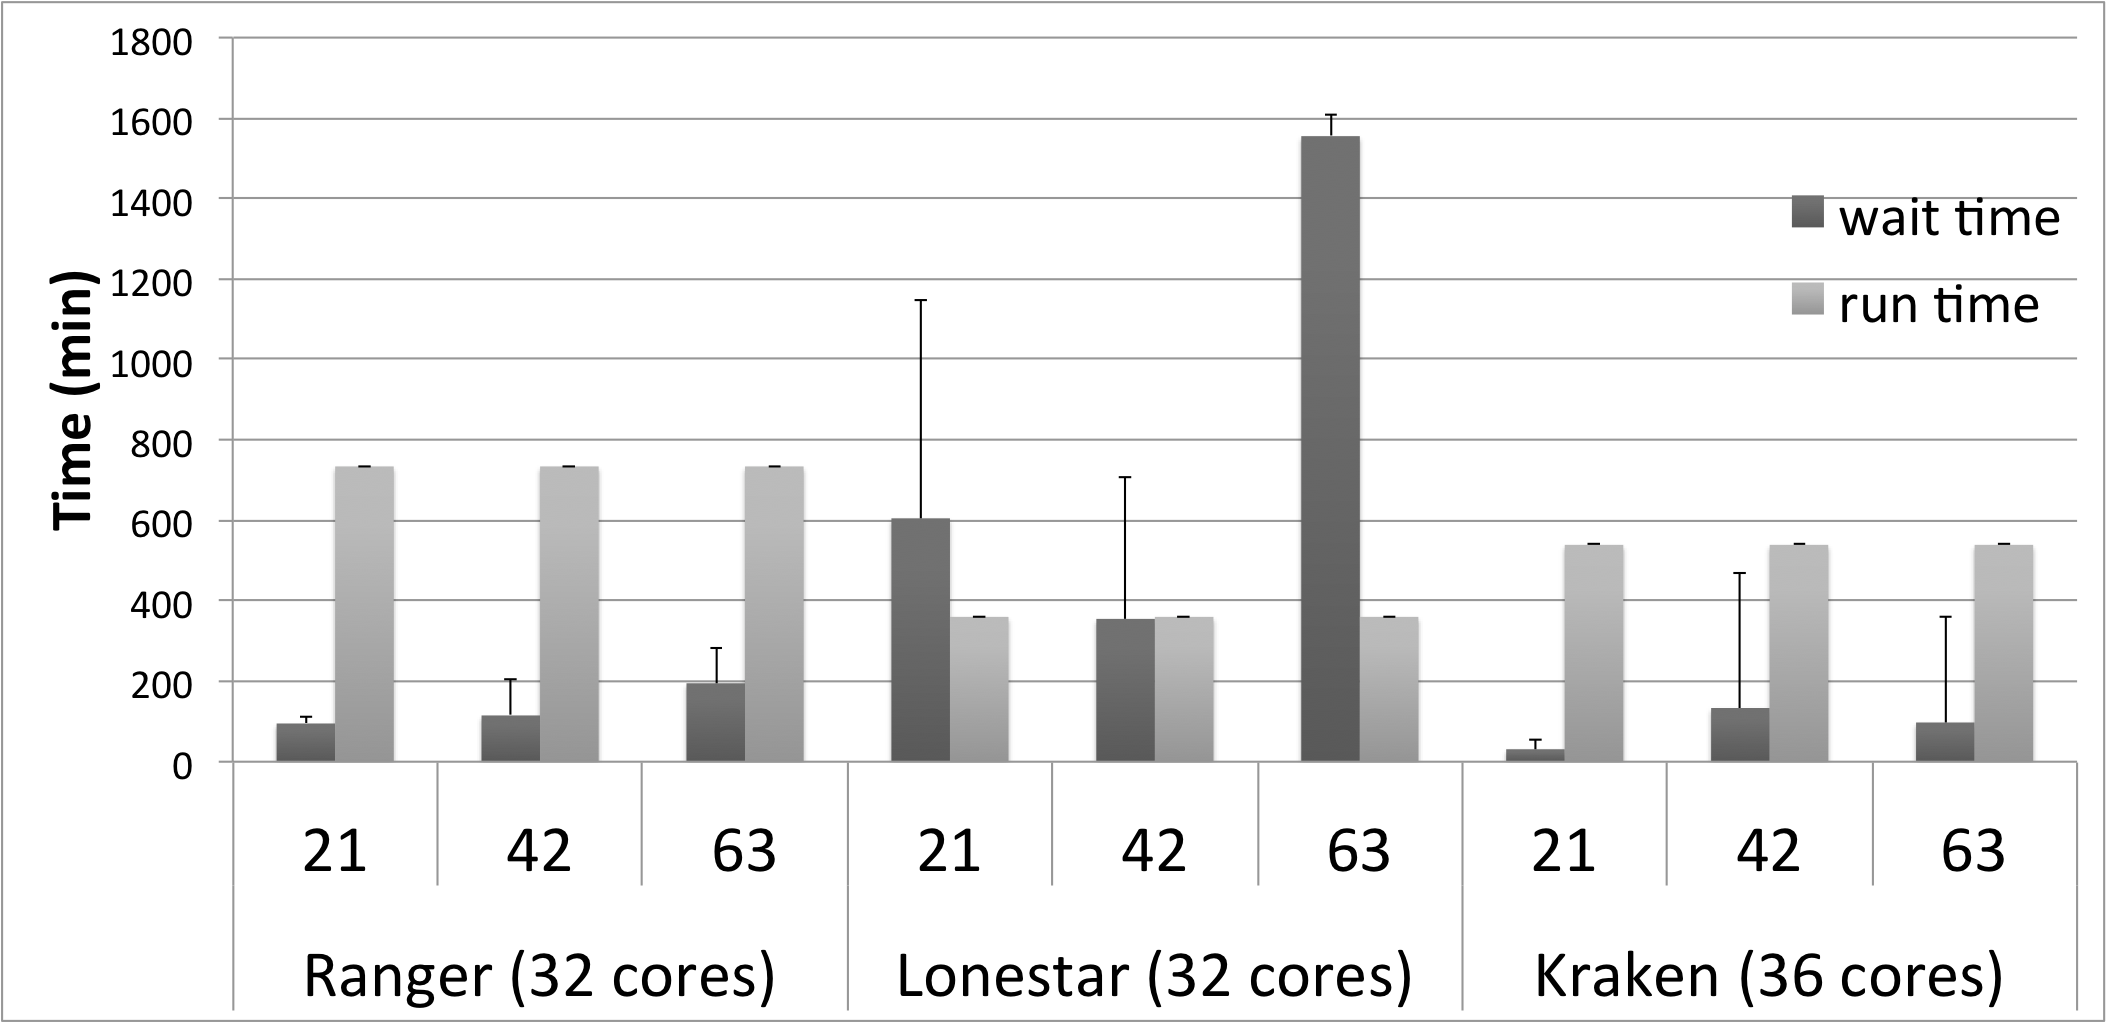 1800
1600
1400
1200
1000
800
600
400
200
0
Time (min)
wait time
run time
21 42 63 21 42 63 21 42 63
Ranger (32 cores) Lonestar (32 cores) Kraken (36 cores)